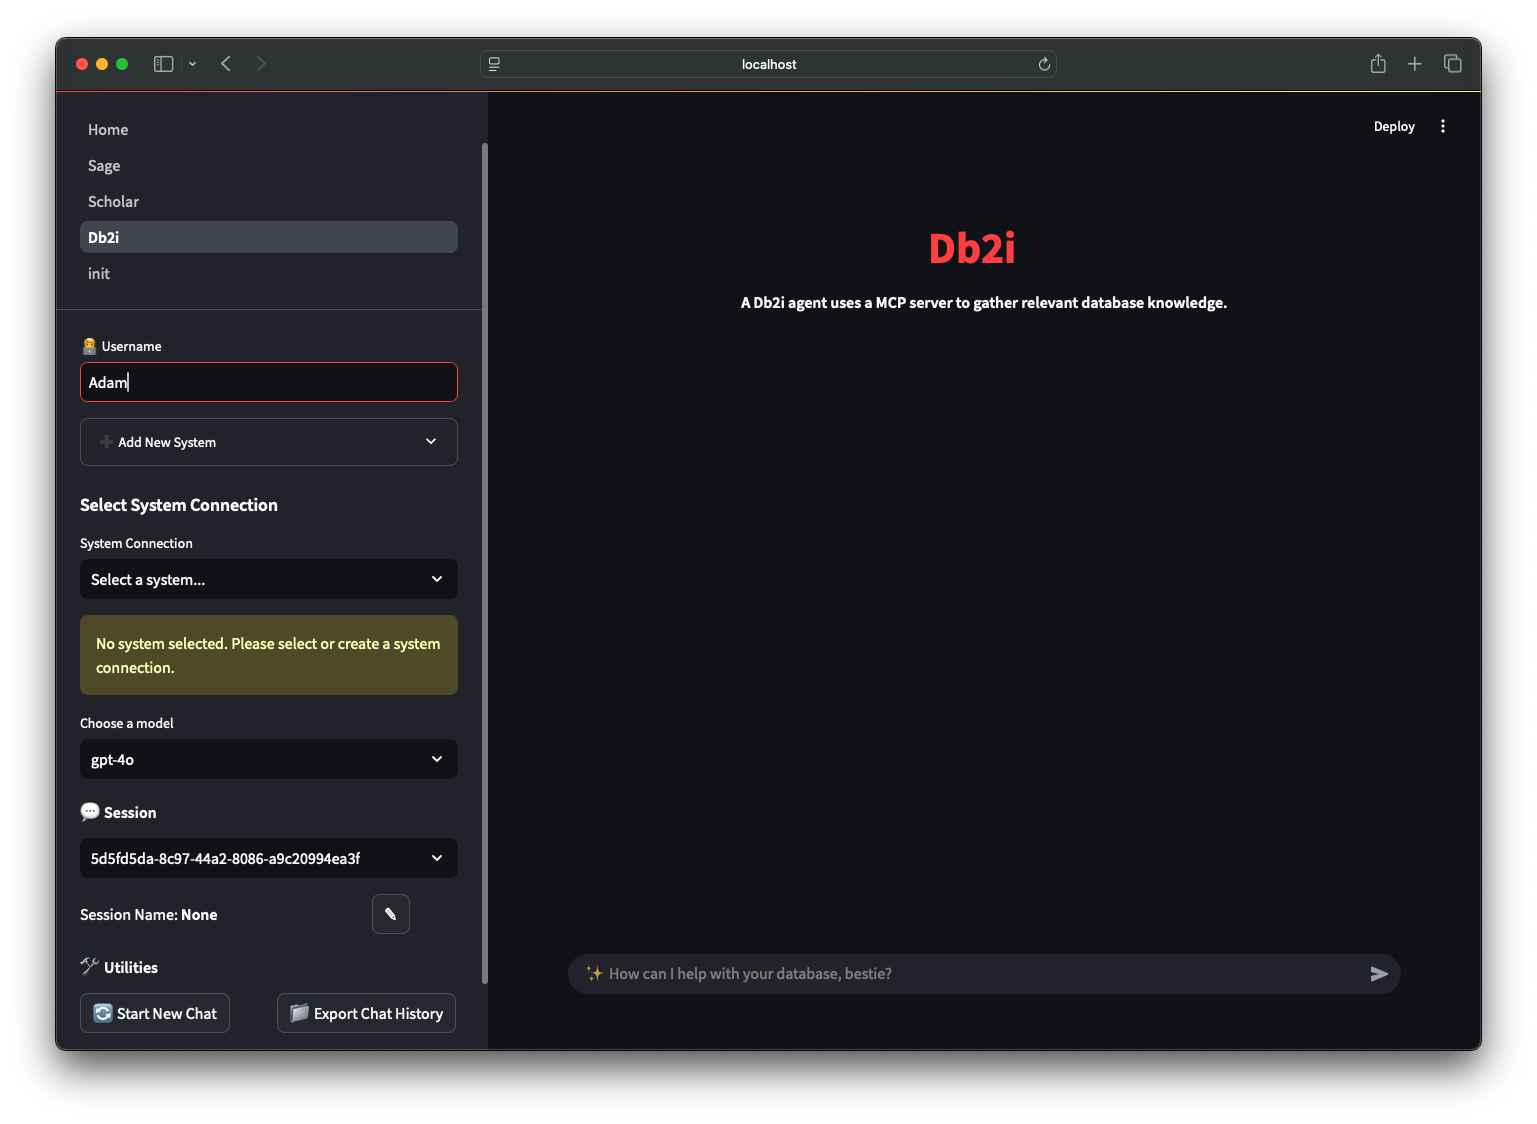 localhost
Home
Sage
Scholar
Db2i
init
Username
Adam
Add New System
Select System Connection
System Connection
Select a system...
No system selected. Please select or create a system
connection.
Choose a model
gpt-4o
Session
5d5fd5da-8c97-44a2-8086-a9c20994ea3f
Session Name: None
Utilities
Start New Chat
Export Chat History
Deploy
Db2i
A Db2i agent uses a MCP server to gather relevant database knowledge.
How can I help with your database, bestie?